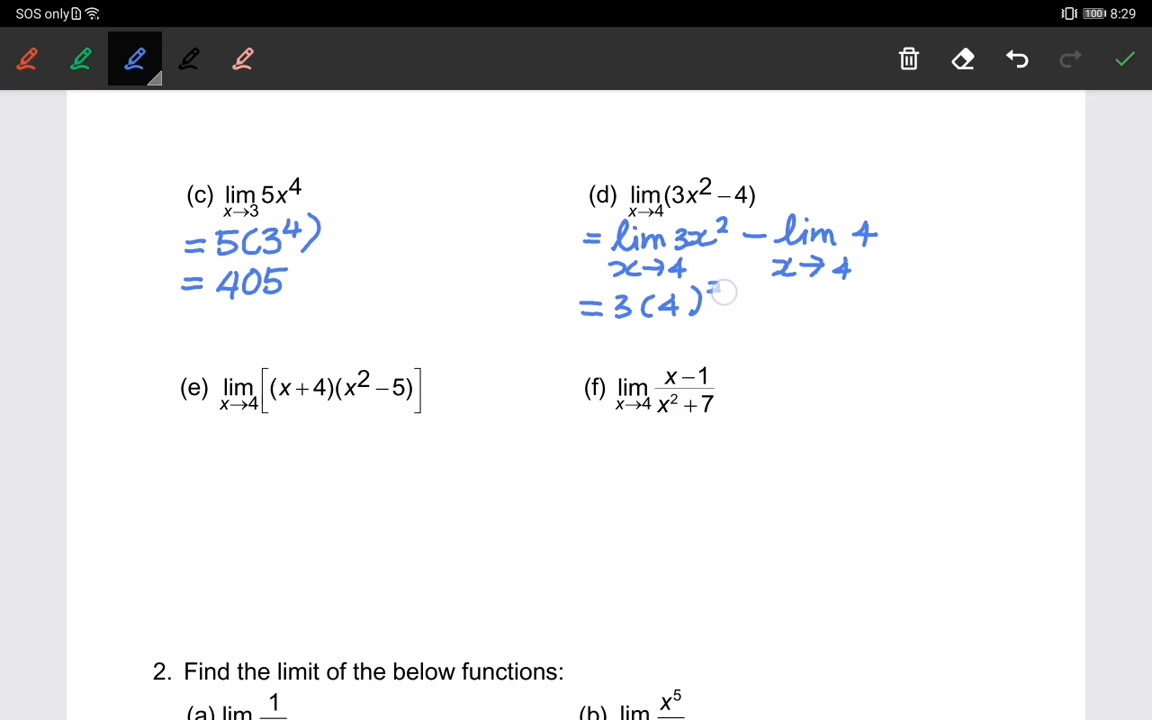 SOS only 100 8:29
(c) lim x→3 5x⁴
= 5(3⁴)
= 405
(d) lim x→4 (3x² – 4)
= lim x→4 3x² – lim x→4 4
= 3(4)
(e) lim x→4 [(x+4)(x² – 5)]
(f) lim x→4 x–1 / x² +7
2. Find the limit of the below functions:
(a) lim 1
(b) lim x⁵